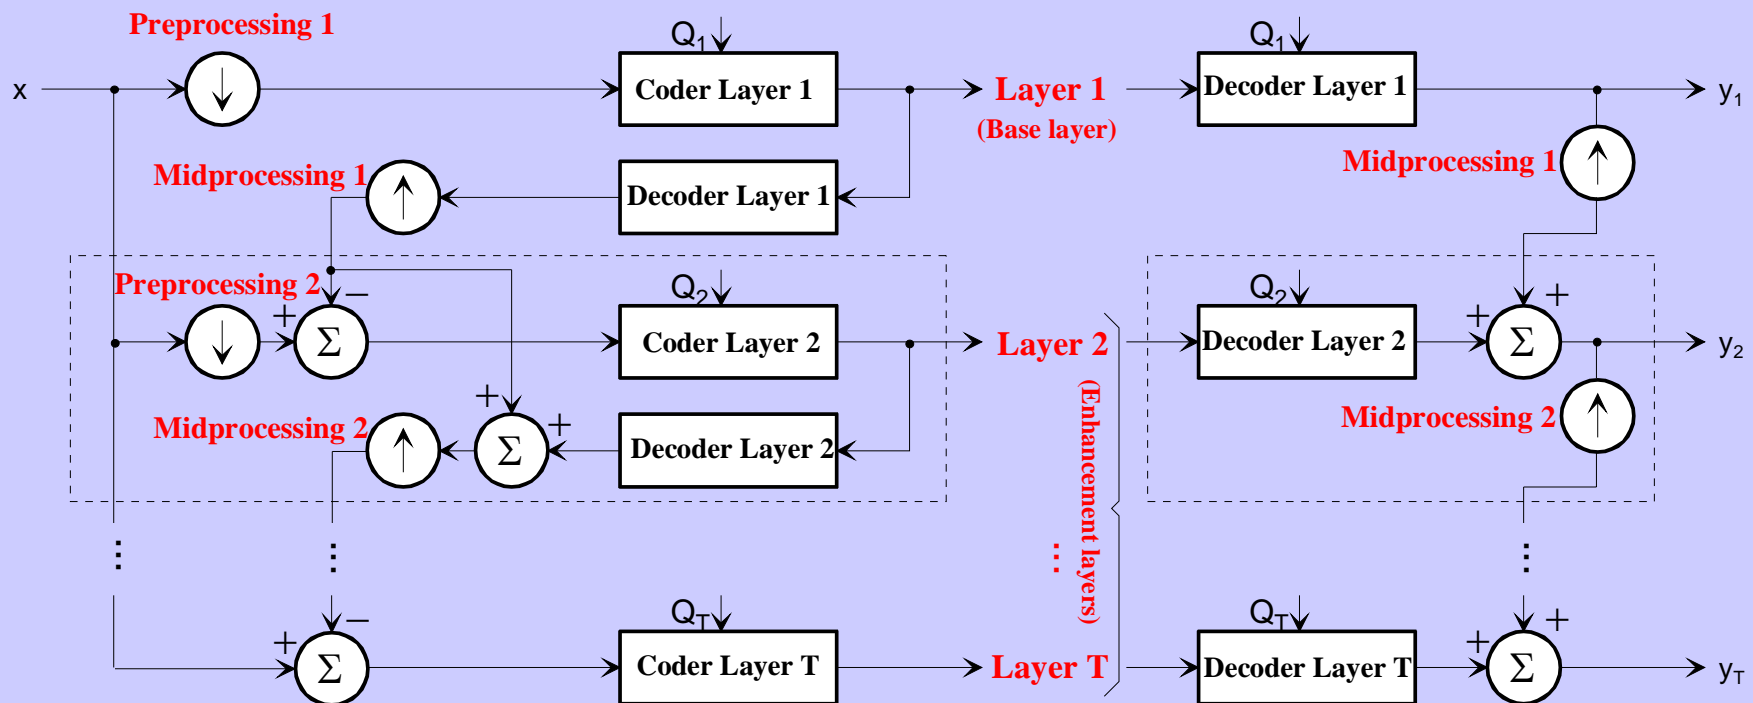 Preprocessing 1
Q1
Q1
x
↓
Coder Layer 1
Layer 1
(Base layer)
Decoder Layer 1
y1
Midprocessing 1
↑
Decoder Layer 1
Midprocessing 1
↑
Preprocessing 2
−
Q2
Q2
+
↓
Σ
Coder Layer 2
Layer 2
Decoder Layer 2
+
+
Σ
y2
Midprocessing 2
↑
+
Σ
+
Decoder Layer 2
(Enhancement layers)
Midprocessing 2
↑
⋮
⋮
⋮
⋮
QT
QT
+
−
Σ
Coder Layer T
Layer T
Decoder Layer T
+
+
Σ
yT